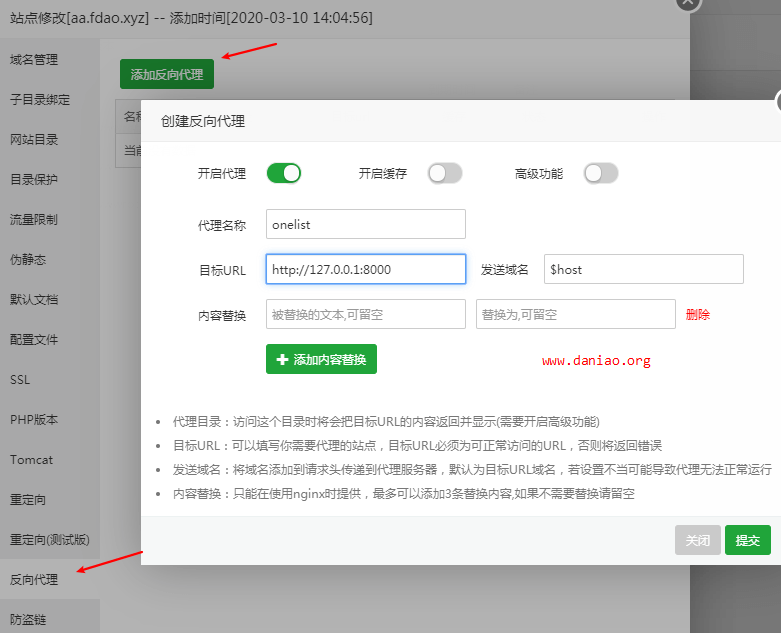 站点修改[aa.fdao.xyz] -- 添加时间[2020-03-10 14:04:56]
域名管理
子目录绑定
网站目录
目录保护
流量限制
伪静态
默认文档
配置文件
SSL
PHP版本
Tomcat
重定向
重定向(测试版)
反向代理
防盗链
添加反向代理
名称
当前
创建反向代理
开启代理 开启缓存 高级功能
代理名称 onelist
目标URL http://127.0.0.1:8000 发送域名 $host
内容替换 被替换的文本,可留空 替换为,可留空 删除
添加内容替换
www.daniao.org
代理目录：访问这个目录时将会把目标URL的内容返回并显示(需要开启高级功能)
目标URL：可以填写你需要代理的站点，目标URL必须为可正常访问的URL，否则将返回错误
发送域名：将域名添加到请求头传递到代理服务器，默认为目标URL域名，若设置不当可能导致代理无法正常运行
内容替换：只能在使用nginx时提供，最多可以添加3条替换内容,如果不需要替换请留空
关闭 提交